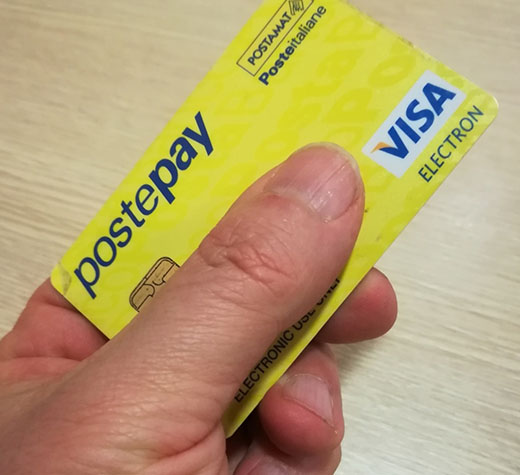 POSTAMAT
Posteitaliane
postepay
VISA
ELECTRON
ELECTRONIC USE ONLY